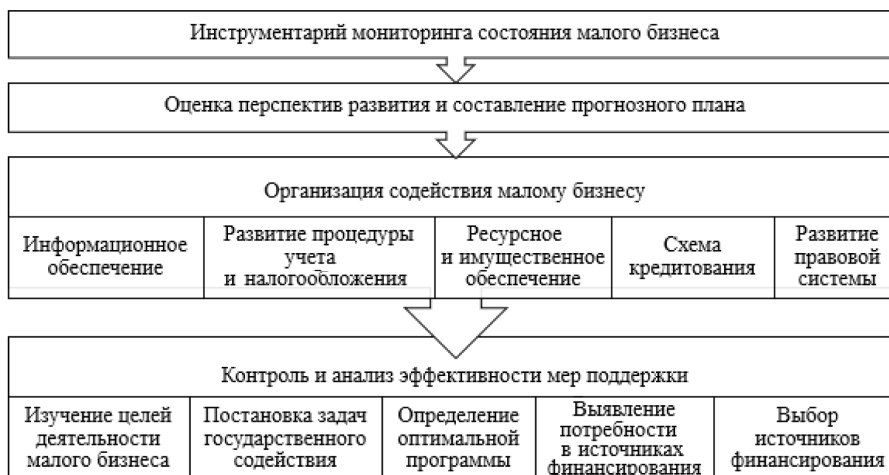 Инструментарий мониторинга состояния малого бизнеса
Оценка перспектив развития и составление прогнозного плана
Организация содействия малому бизнесу
Информационное
обеспечение
Развитие процедуры
учета
и налогообложения
Ресурсное
и имущественное
обеспечение
Схема
кредитования
Развитие
правовой
системы
Контроль и анализ эффективности мер поддержки
Изучение целей
деятельности
малого бизнеса
Постановка задач
государственного
содействия
Определение
оптимальной
программы
Выявление
потребности
в источниках
финансирования
Выбор
источников
финансирования